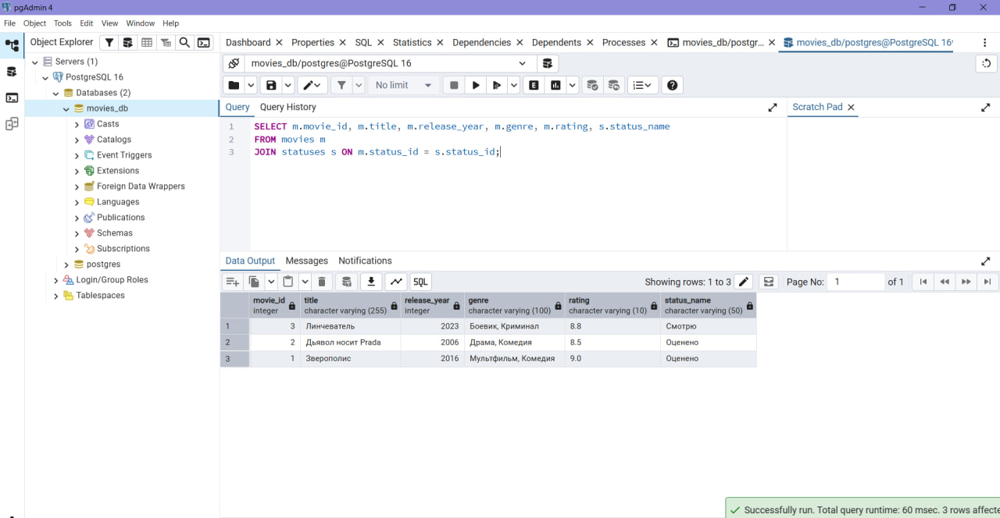 pgAdmin 4
File Object Tools Edit View Window Help
Object Explorer
Dashboard Properties SQL Statistics Dependencies Dependents Processes movies_db/postgr... movies_db/postgres@PostgreSQL 16
Servers (1)
PostgreSQL 16
Databases (2)
movies_db
Casts
Catalogs
Event Triggers
Extensions
Foreign Data Wrappers
Languages
Publications
Schemas
Subscriptions
postgres
Login/Group Roles
Tablespaces
movies_db/postgres@PostgreSQL 16
No limit E
Query Query History Scratch Pad
1 SELECT m.movie_id, m.title, m.release_year, m.genre, m.rating, s.status_name
2 FROM movies m
3 JOIN statuses s ON m.status_id = s.status_id;
Data Output Messages Notifications
SQL Showing rows: 1 to 3 Page No: 1 of 1
movie_id title release_year genre rating status_name
integer character varying (255) integer character varying (100) character varying (10) character varying (50)
1 3 Линчеватель 2023 Боевик, Криминал 8.8 Смотрю
2 2 Дьявол носит Prada 2006 Драма, Комедия 8.5 Оценено
3 1 Зверополис 2016 Мультфильм, Комедия 9.0 Оценено
Successfully run. Total query runtime: 60 msec. 3 rows affecte